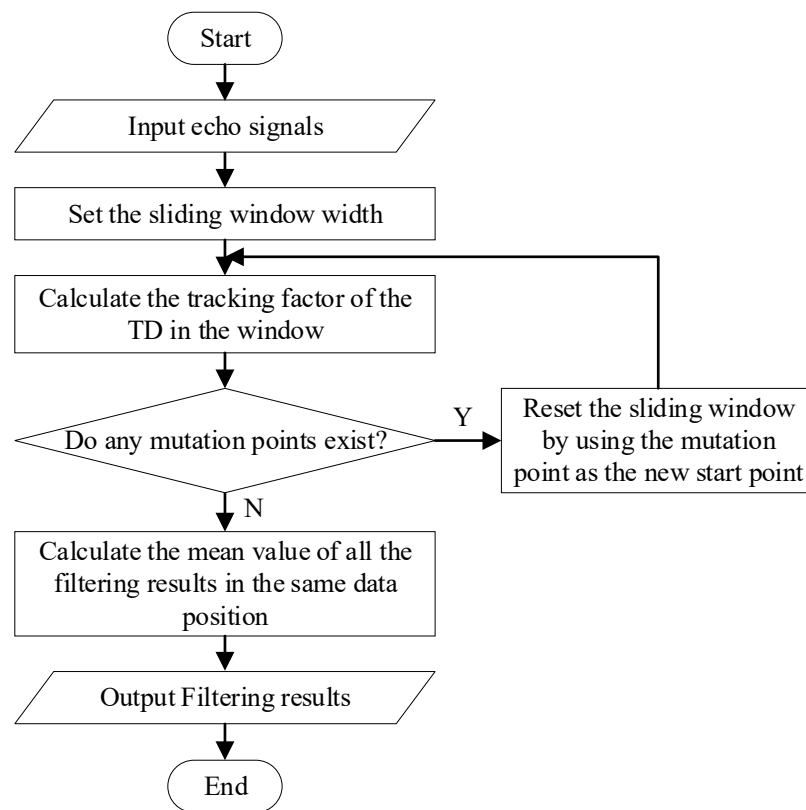 Start
Input echo signals
Set the sliding window width
Calculate the tracking factor of the
TD in the window
Do any mutation points exist?
Y
Reset the sliding window
by using the mutation
point as the new start point
N
Calculate the mean value of all the
filtering results in the same data
position
Output Filtering results
End